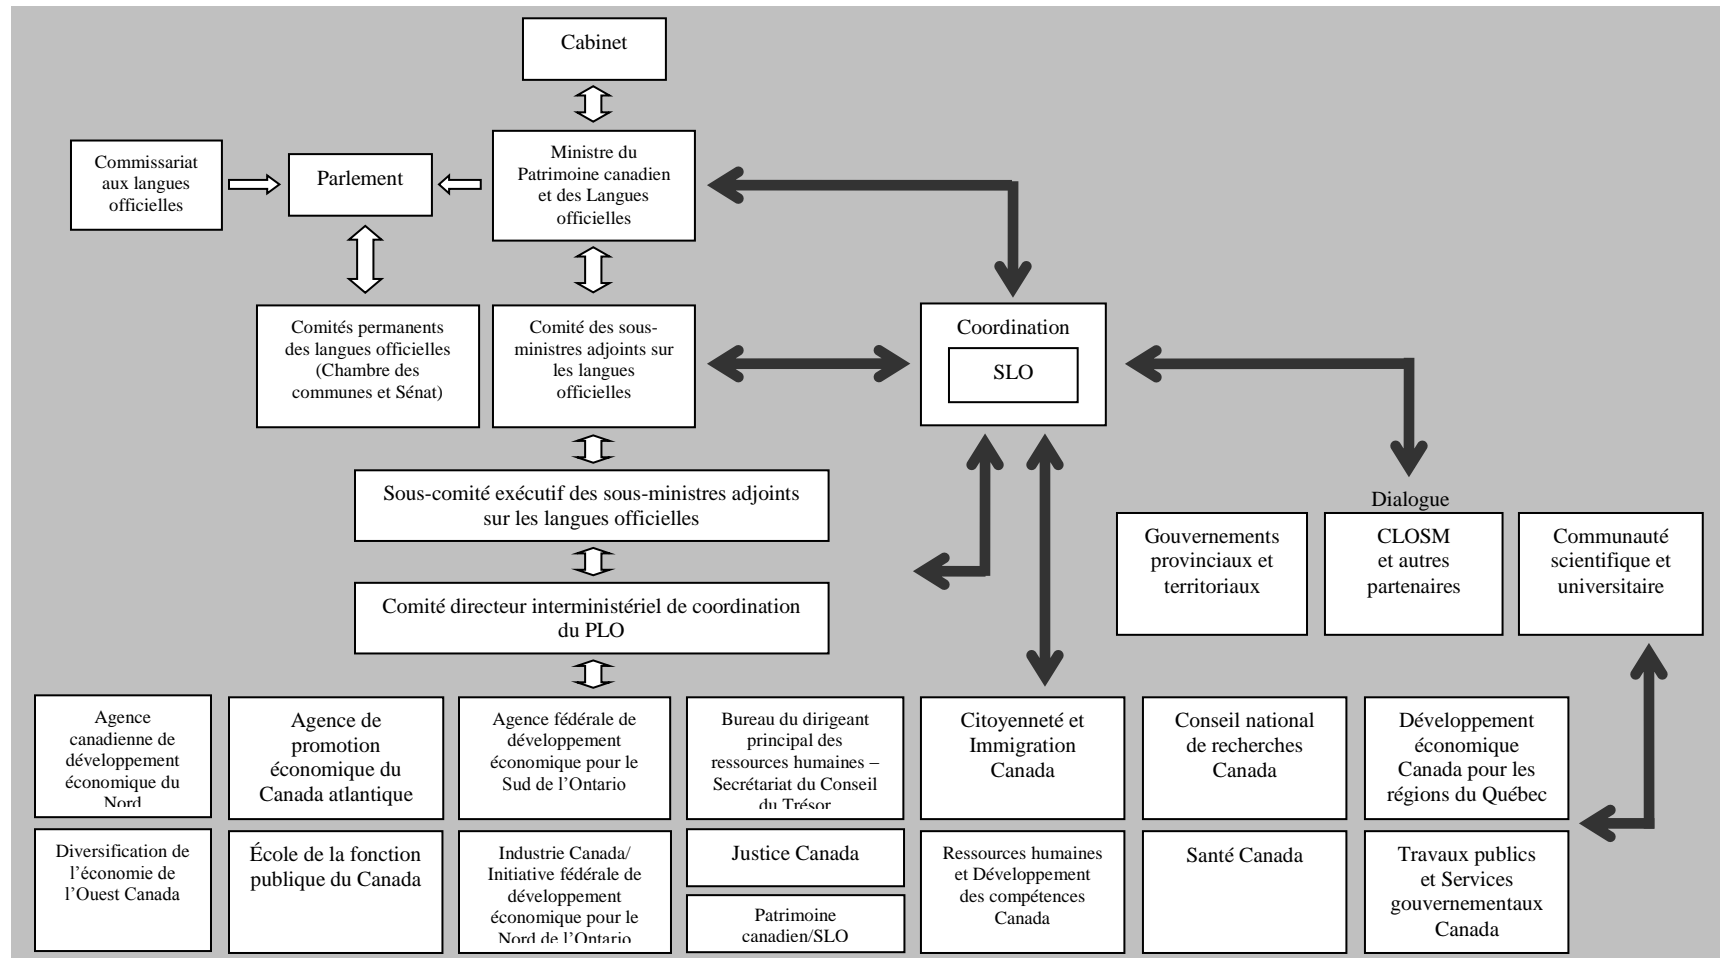 Cabinet
Commissariat
aux langues
officielles
Parlement
Ministre du
Patrimoine canadien
et des Langues
officielles
Comités permanents
des langues officielles
(Chambre des
communes et Sénat)
Comité des sous-
ministres adjoints sur
les langues
officielles
Coordination
SLO
Sous-comité exécutif des sous-ministres adjoints
sur les langues officielles
Dialogue
Gouvernements
provinciaux et
territoriaux
CLOSM
et autres
partenaires
Communauté
scientifique et
universitaire
Comité directeur interministériel de coordination
du PLO
Agence
canadienne de
développement
économique du
Nord
Agence de
promotion
économique du
Canada atlantique
Agence fédérale de
développement
économique pour le
Sud de l’Ontario
Bureau du dirigeant
principal des
ressources humaines –
Secrétariat du Conseil
du Trésor
Citoyenneté et
Immigration
Canada
Conseil national
de recherches
Canada
Développement
économique
Canada pour les
régions du Québec
Diversification de
l’économie de
l’Ouest Canada
École de la fonction
publique du Canada
Industrie Canada/
Initiative fédérale de
développement
économique pour le
Nord de l’Ontario
Justice Canada
Patrimoine
canadien/SLO
Ressources humaines
et Développement
des compétences
Canada
Santé Canada
Travaux publics
et Services
gouvernementaux
Canada